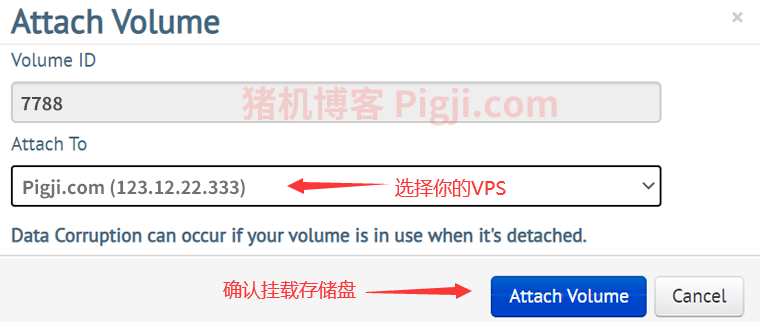 Attach Volume
×
Volume ID
7788
猪机博客 Pigji.com
Attach To
Pigji.com (123.12.22.333)
选择你的VPS
Data Corruption can occur if your volume is in use when it's detached.
确认挂载存储盘
Attach Volume
Cancel